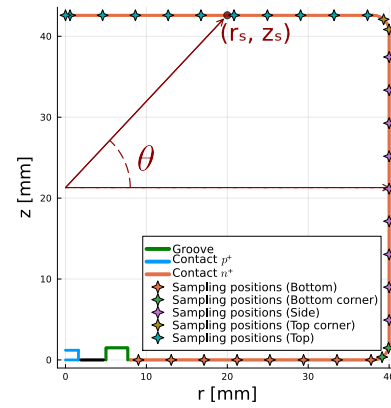 40
30
20
10
0
z [mm]
(rₛ, zₛ)
θ
Groove
Contact p⁺
Contact n⁺
Sampling positions (Bottom)
Sampling positions (Bottom corner)
Sampling positions (Side)
Sampling positions (Top corner)
Sampling positions (Top)
0 10 20 30 40
r [mm]